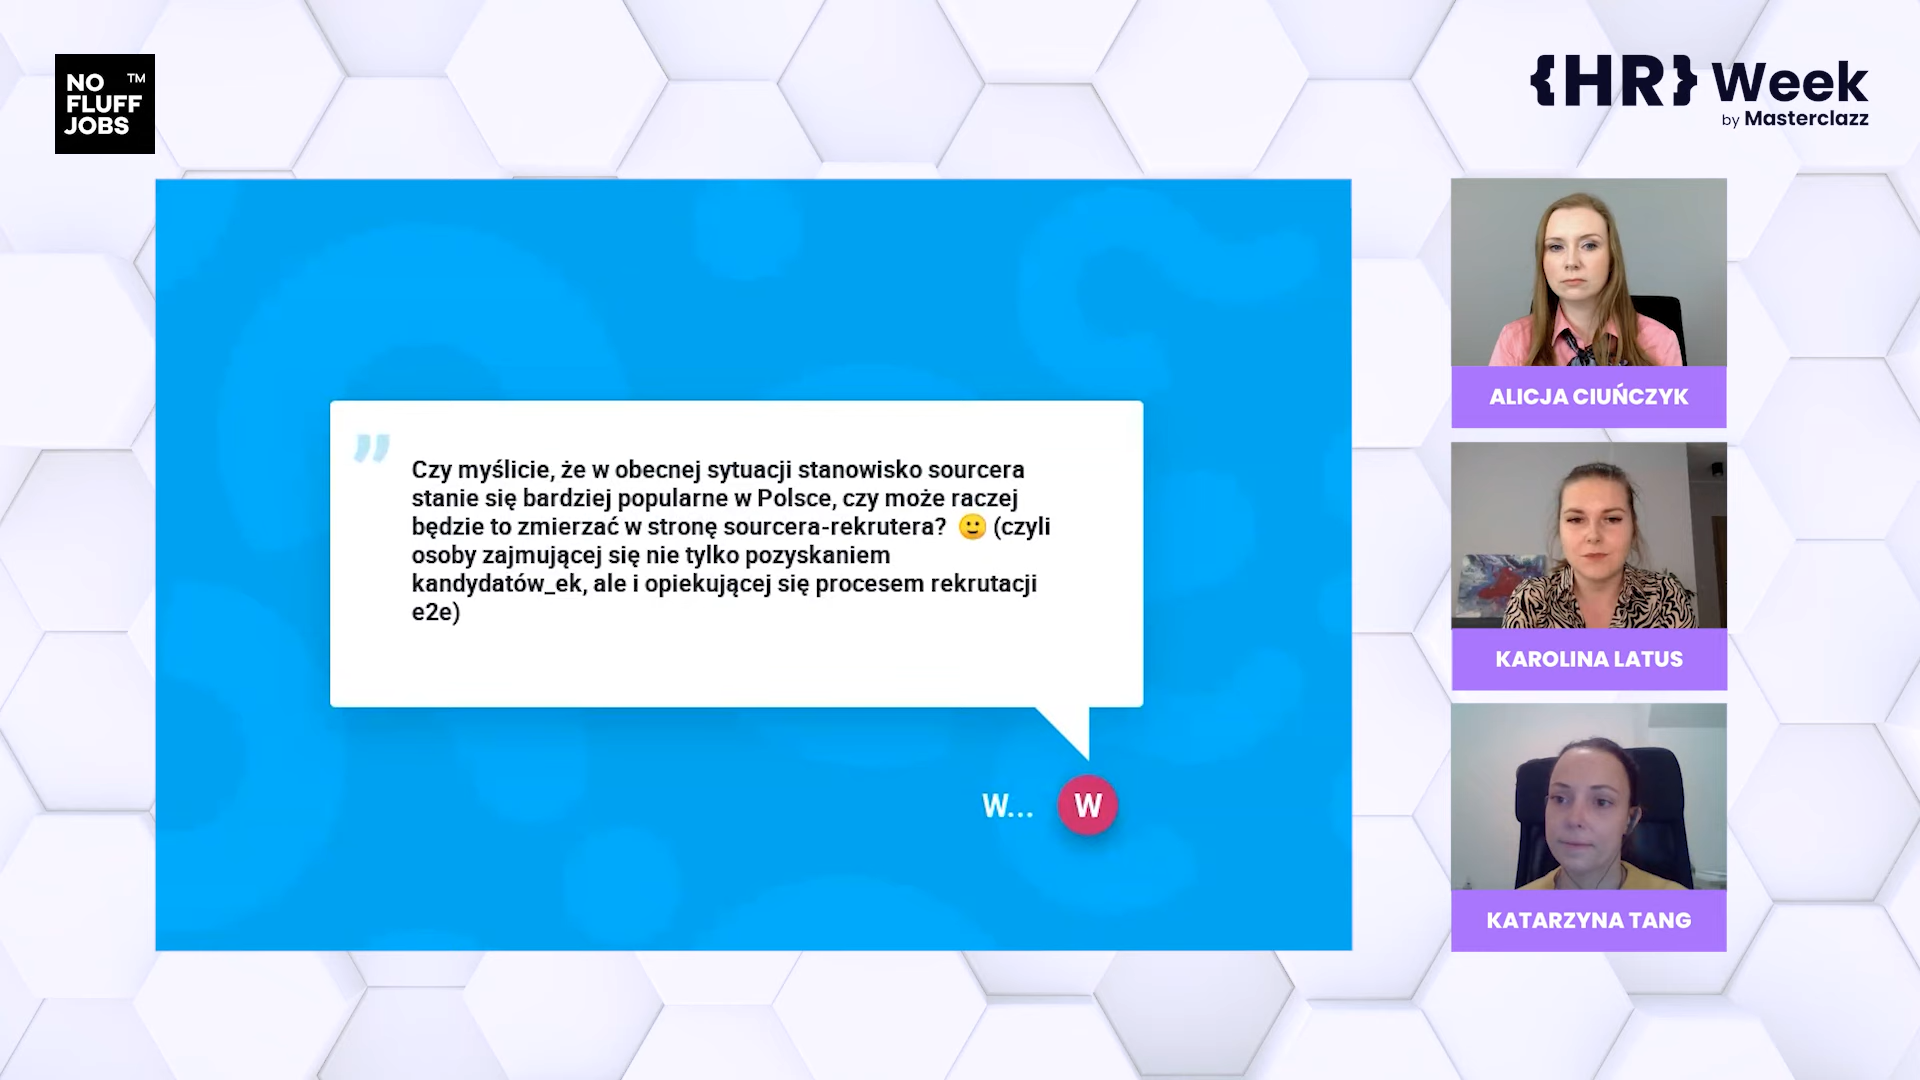 NO ™
FLUFF
JOBS
{HR} Week
by Masterclazz
Czy myślicie, że w obecnej sytuacji stanowisko sourcera
stanie się bardziej popularne w Polsce, czy może raczej
będzie to zmierzać w stronę sourcera-rekrutera? 🙂 (czyli
osoby zajmującej się nie tylko pozyskaniem
kandydatów_ek, ale i opiekującej się procesem rekrutacji
e2e)
W... W
ALICJA CIUŃCZYK
KAROLINA LATUS
KATARZYNA TANG